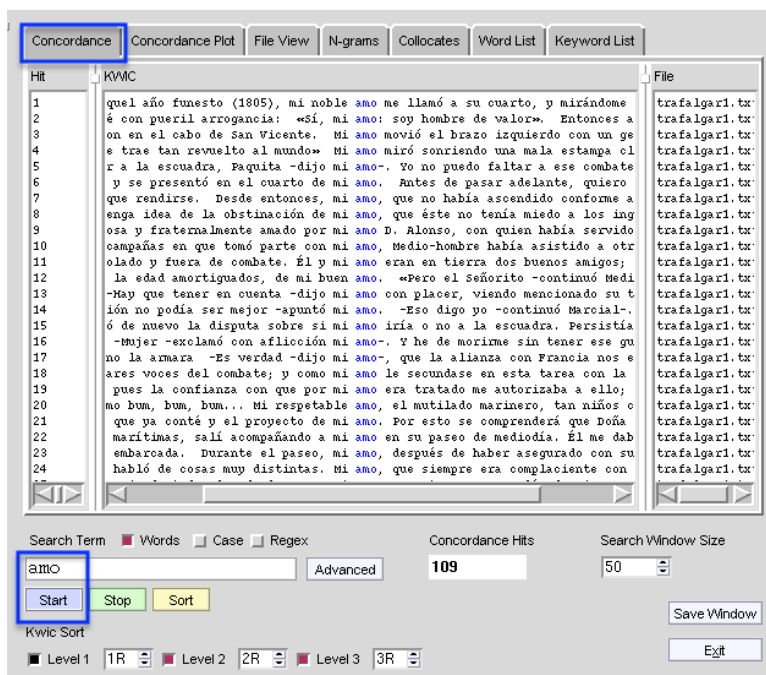 Concordance Concordance Plot File View N-grams Collocates Word List Keyword List
Hit KWIC File
1 quel año funesto (1805), mi noble amo me llamó a su cuarto, y mirándome trafalgar1.tx
2 é con pueril arrogancia: «Sí, mi amo: soy hombre de valor». Entonces a trafalgar1.tx
3 on en el cabo de San Vicente. Mi amo movió el brazo izquierdo con un ge trafalgar1.tx
4 e trae tan revuelto al mundo» Mi amo miró sonriendo una mala estampa cl trafalgar1.tx
5 r a la escuadra, Paquita -dijo mi amo-. Yo no puedo faltar a ese combate trafalgar1.tx
6 y se presentó en el cuarto de mi amo. Antes de pasar adelante, quiero trafalgar1.tx
7 que rendirse. Desde entonces, mi amo, que no había ascendido conforme a trafalgar1.tx
8 enga idea de la obstinación de mi amo, que éste no tenía miedo a los ing trafalgar1.tx
9 osa y fraternalmente amado por mi amo D. Alonso, con quien había servido trafalgar1.tx
10 campañas en que tomó parte con mi amo, Medio-hombre había asistido a otr trafalgar1.tx
11 olado y fuera de combate. Él y mi amo eran en tierra dos buenos amigos; trafalgar1.tx
12 la edad amortiguados, de mi buen amo. «Pero el Señorito -continuó Medi trafalgar1.tx
13 -Hay que tener en cuenta -dijo mi amo con placer, viendo mencionado su t trafalgar1.tx
14 ión no podía ser mejor -apuntó mi amo. -Eso digo yo -continuó Marcial-. trafalgar1.tx
15 ó de nuevo la disputa sobre si mi amo iría o no a la escuadra. Persistía trafalgar1.tx
16 -Mujer -exclamó con aflicción mi amo-. Y he de morirme sin tener ese gu trafalgar1.tx
17 no la armara -Es verdad -dijo mi amo-, que la alianza con Francia nos e trafalgar1.tx
18 ares voces del combate; y como mi amo le secundase en esta tarea con la trafalgar1.tx
19 pues la confianza con que por mi amo era tratado me autorizaba a ello; trafalgar1.tx
20 mo bum, bum, bum... Mi respetable amo, el mutilado marinero, tan niños c trafalgar1.tx
21 que ya conté y el proyecto de mi amo. Por esto se comprenderá que Doña trafalgar1.tx
22 marítimas, salí acompañando a mi amo en su paseo de mediodía. Él me dab trafalgar1.tx
23 embarcada. Durante el paseo, mi amo, después de haber asegurado con su trafalgar1.tx
24 habló de cosas muy distintas. Mi amo, que siempre era complaciente con trafalgar1.tx
Search Term Words Case Regex Concordance Hits Search Window Size
amo Advanced 109 50
Start Stop Sort
Save Window
Kwic Sort
Exit
Level 1 1R Level 2 2R Level 3 3R